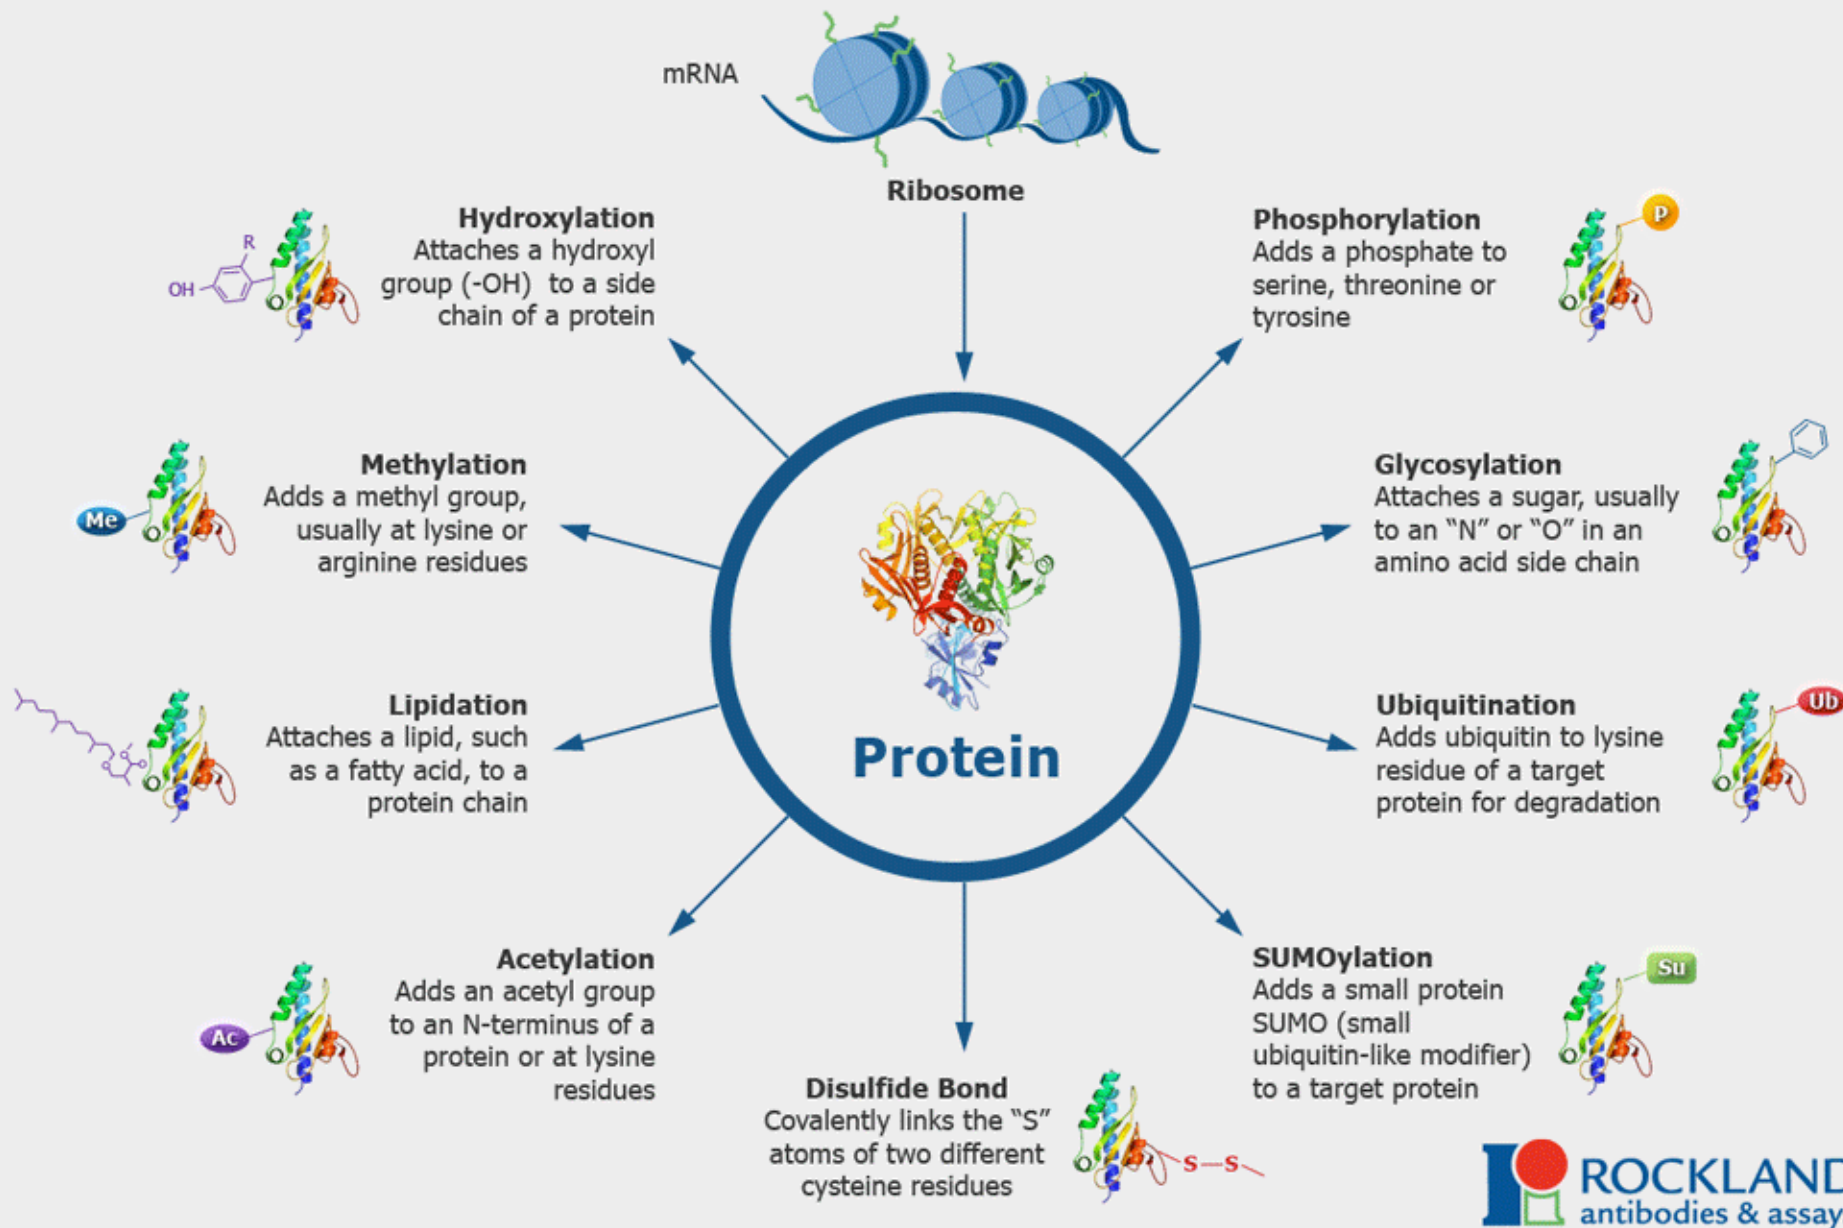 mRNA
Ribosome
Hydroxylation
Attaches a hydroxyl
group (-OH) to a side
chain of a protein
R
OH
Phosphorylation
Adds a phosphate to
serine, threonine or
tyrosine
P
Methylation
Adds a methyl group,
usually at lysine or
arginine residues
Me
Glycosylation
Attaches a sugar, usually
to an “N” or “O” in an
amino acid side chain
Protein
Lipidation
Attaches a lipid, such
as a fatty acid, to a
protein chain
Ubiquitination
Adds ubiquitin to lysine
residue of a target
protein for degradation
Ub
Acetylation
Adds an acetyl group
to an N-terminus of a
protein or at lysine
residues
Ac
SUMOylation
Adds a small protein
SUMO (small
ubiquitin-like modifier)
to a target protein
Su
Disulfide Bond
Covalently links the “S”
atoms of two different
cysteine residues
S—S
ROCKLAND
antibodies & assay